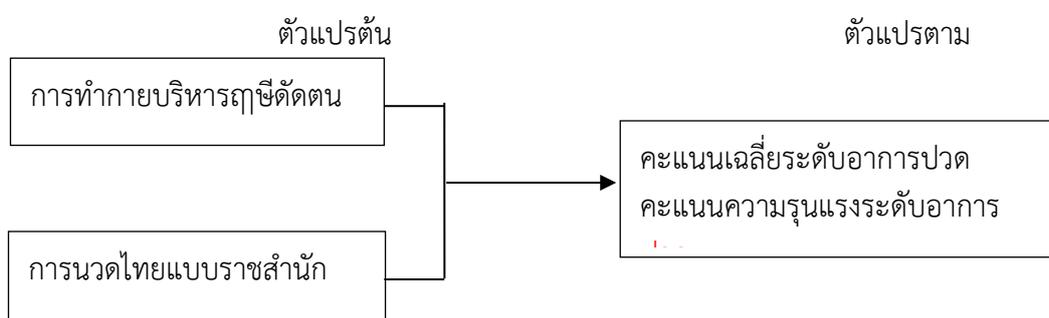 ตัวแปรต้น
ตัวแปรตาม
การทำกายบริหารฤๅษีดัดตน
คะแนนเฉลี่ยระดับอาการปวด
คะแนนความรุนแรงระดับอาการ
การนวดไทยแบบราชสำนัก